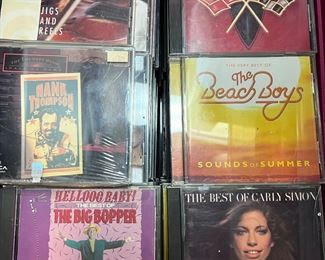 JIGS
AND
REELS
HANK
THOMPSON
THE VERY BEST OF
The
Beach Boys
SOUNDS OF SUMMER
HELLOOO BABY!
THE BEST OF
THE BIG BOPPER
THE BEST OF CARLY SIMON